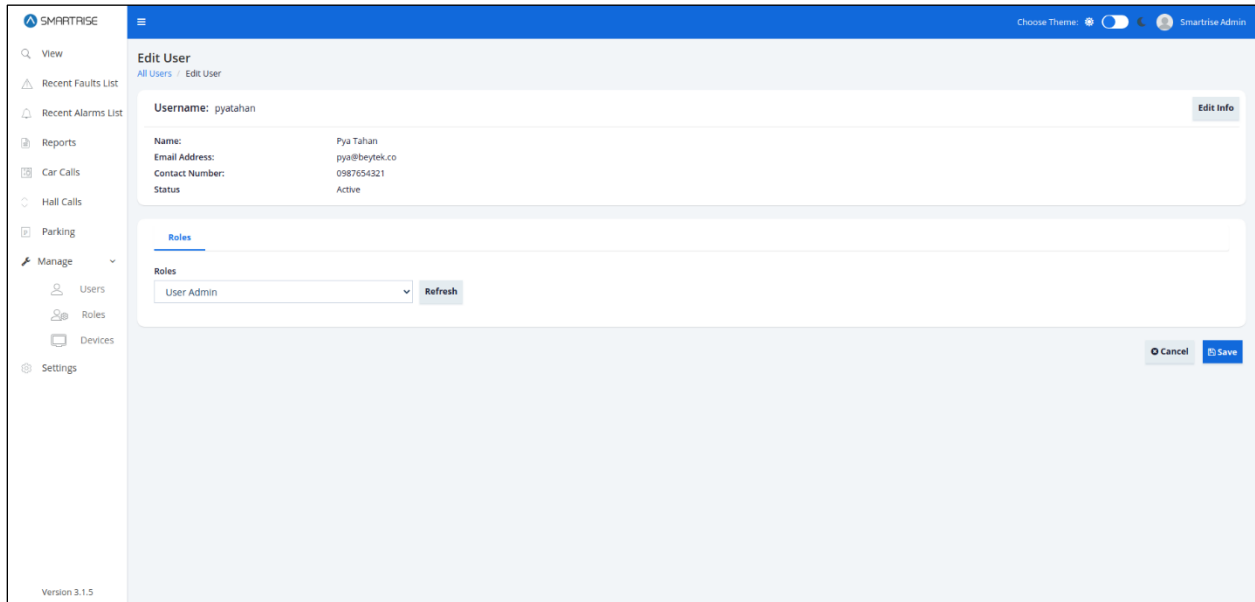 SMARTRISE
Choose Theme:
Smartrise Admin
View
Recent Faults List
Recent Alarms List
Reports
Car Calls
Hall Calls
Parking
Manage
Users
Roles
Devices
Settings
Version 3.1.5
Edit User
All Users / Edit User
Username: pyatahan
Edit Info
Name: Pya Tahan
Email Address: pya@beytek.co
Contact Number: 0987654321
Status Active
Roles
Roles
User Admin
Refresh
Cancel
Save